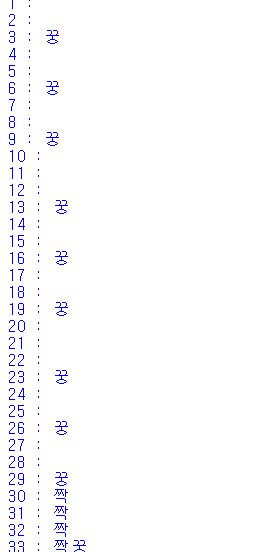 1 :
2 :
3 : 꿍
4 :
5 :
6 : 꿍
7 :
8 :
9 : 꿍
10 :
11 :
12 :
13 : 꿍
14 :
15 :
16 : 꿍
17 :
18 :
19 : 꿍
20 :
21 :
22 :
23 : 꿍
24 :
25 :
26 : 꿍
27 :
28 :
29 : 꿍
30 : 짝
31 : 짝
32 : 짝
33 : 짝 꿍